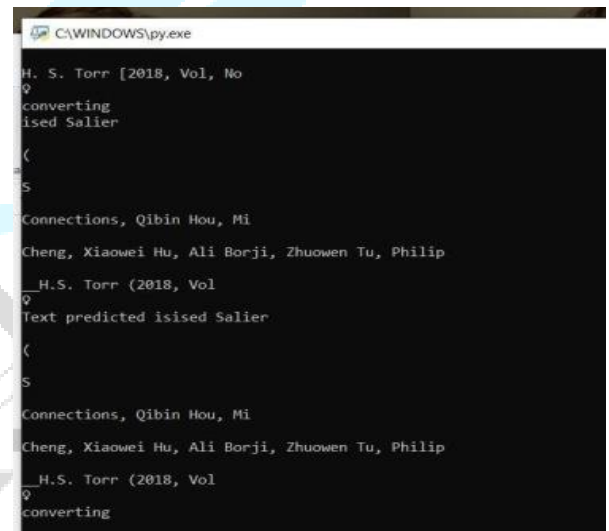 C:\WINDOWS\py.exe
H. S. Torr [2018, Vol, No
♀
converting
ised Salier
(
S
Connections, Qibin Hou, Mi
Cheng, Xiaowei Hu, Ali Borji, Zhuowen Tu, Philip
__H.S. Torr (2018, Vol
♀
Text predicted isised Salier
(
S
Connections, Qibin Hou, Mi
Cheng, Xiaowei Hu, Ali Borji, Zhuowen Tu, Philip
__H.S. Torr (2018, Vol
♀
converting